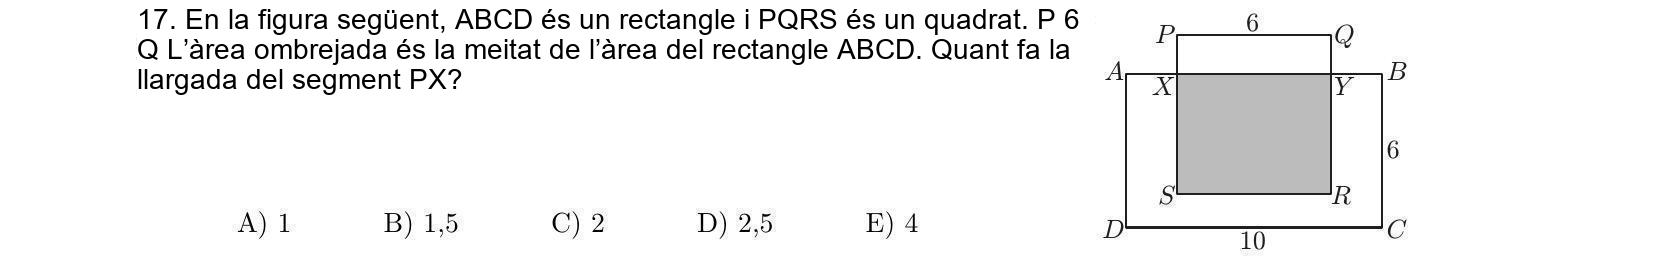 17. En la figura següent, ABCD és un rectangle i PQRS és un quadrat. P 6
Q L’àrea ombrejada és la meitat de l’àrea del rectangle ABCD. Quant fa la
llargada del segment PX?
A) 1 B) 1,5 C) 2 D) 2,5 E) 4
P 6 Q
A X Y B
6
S R
D 10 C